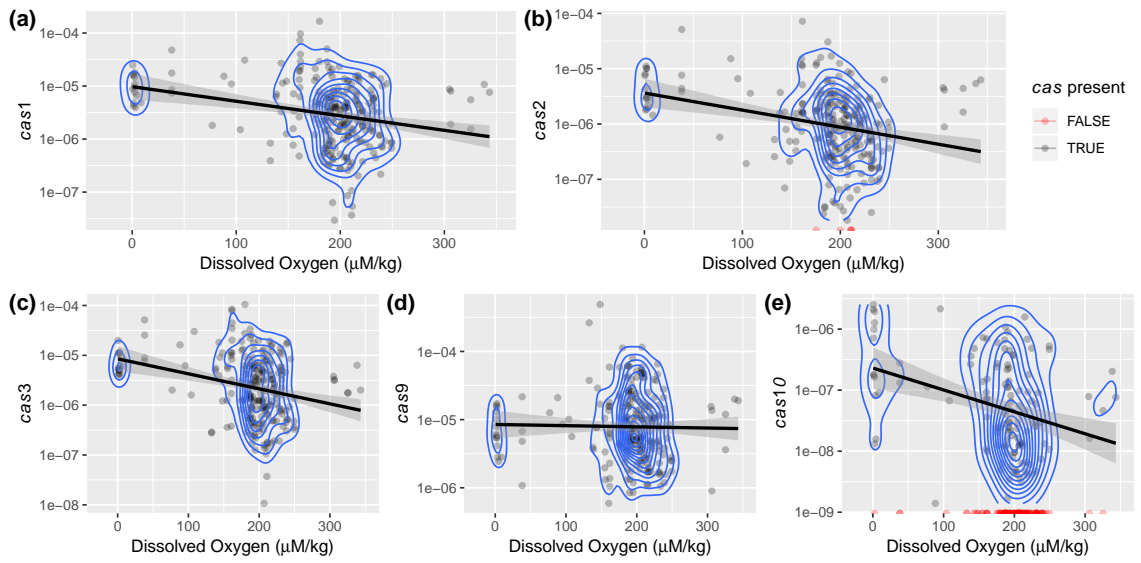 (a)
1e−04
1e−05
1e−06
1e−07
cas1
0 100 200 300
Dissolved Oxygen (μM/kg)
(b)
1e−04
1e−05
1e−06
1e−07
cas2
0 100 200 300
Dissolved Oxygen (μM/kg)
cas present
FALSE
TRUE
(c)
1e−04
1e−05
1e−06
1e−07
1e−08
cas3
0 100 200 300
Dissolved Oxygen (μM/kg)
(d)
1e−04
1e−05
1e−06
cas9
0 100 200 300
Dissolved Oxygen (μM/kg)
(e)
1e−06
1e−07
1e−08
1e−09
cas10
0 100 200 300
Dissolved Oxygen (μM/kg)